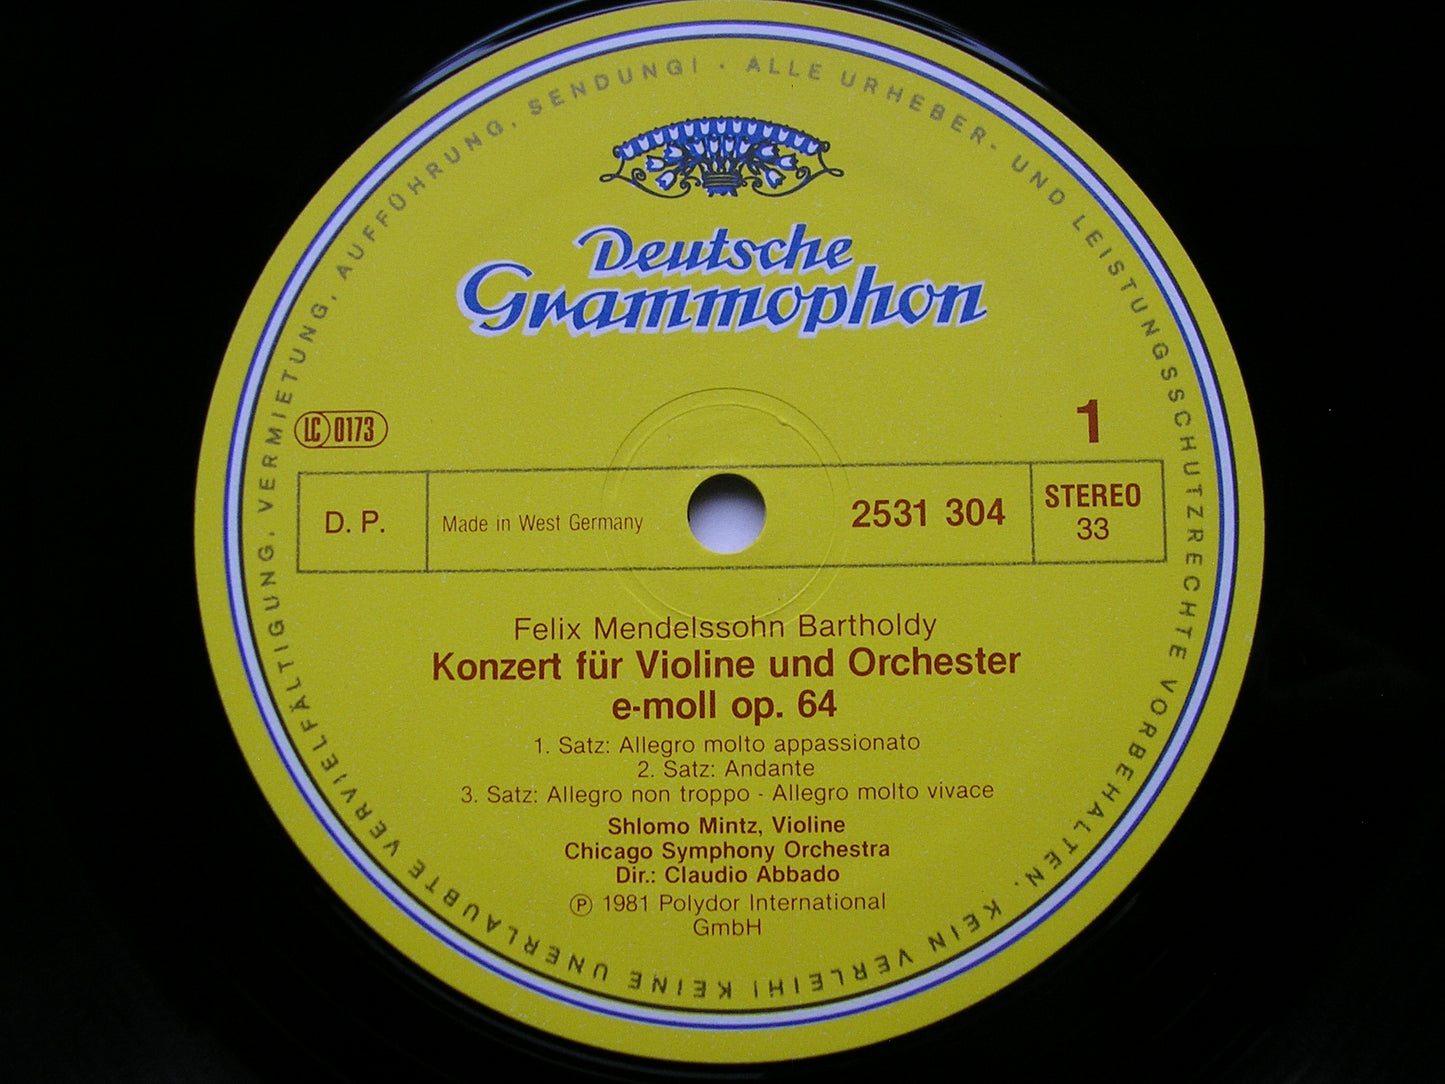 ALLE URHEBER- UND LEISTUNGSSCHUTZRECHTE VORBEHALTEN. KEIN VERLEIH! KEINE UNERLAUBTE VERVIELFÄLTIGUNG, VERMIETUNG, AUFFÜHRUNG, SENDUNG! ·
Deutsche
Grammophon
LC 0173
1
D. P.
Made in West Germany
2531 304
STEREO
33
Felix Mendelssohn Bartholdy
Konzert für Violine und Orchester
e-moll op. 64
1. Satz: Allegro molto appassionato
2. Satz: Andante
3. Satz: Allegro non troppo - Allegro molto vivace
Shlomo Mintz, Violine
Chicago Symphony Orchestra
Dir.: Claudio Abbado
℗ 1981 Polydor International
GmbH